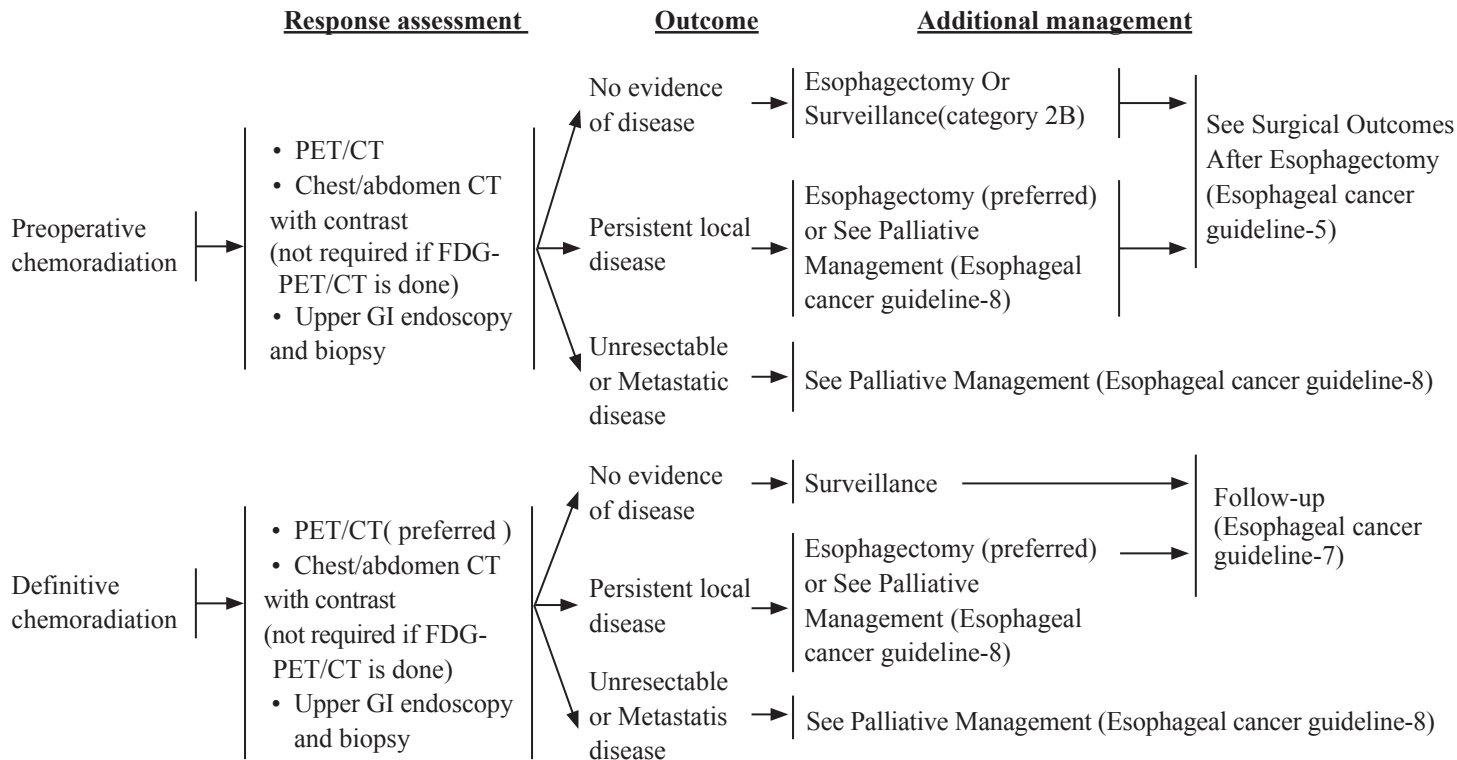 Response assessment
Outcome
Additional management
Preoperative
chemoradiation
• PET/CT
• Chest/abdomen CT
with contrast
(not required if FDG-
PET/CT is done)
• Upper GI endoscopy
and biopsy
No evidence
of disease
Esophagectomy Or
Surveillance(category 2B)
Persistent local
disease
Esophagectomy (preferred)
or See Palliative
Management (Esophageal
cancer guideline-8)
See Surgical Outcomes
After Esophagectomy
(Esophageal cancer
guideline-5)
Unresectable
or Metastatic
disease
See Palliative Management (Esophageal cancer guideline-8)
Definitive
chemoradiation
• PET/CT( preferred )
• Chest/abdomen CT
with contrast
(not required if FDG-
PET/CT is done)
• Upper GI endoscopy
and biopsy
No evidence
of disease
Surveillance
Persistent local
disease
Esophagectomy (preferred)
or See Palliative
Management (Esophageal
cancer guideline-8)
Follow-up
(Esophageal cancer
guideline-7)
Unresectable
or Metastatis
disease
See Palliative Management (Esophageal cancer guideline-8)